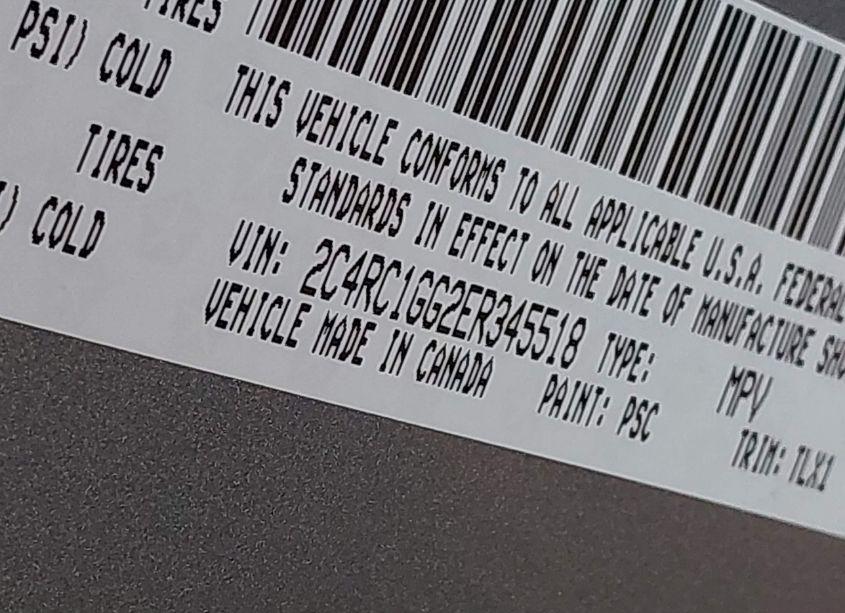 TIRES
PSI) COLD
TIRES
) COLD
THIS VEHICLE CONFORMS TO ALL APPLICABLE U.S.A. FEDERAL
STANDARDS IN EFFECT ON THE DATE OF MANUFACTURE SHO
VIN: 2C4RC1GG2ER345518 TYPE: MPV
VEHICLE MADE IN CANADA PAINT: PSC TRIM: TLX1